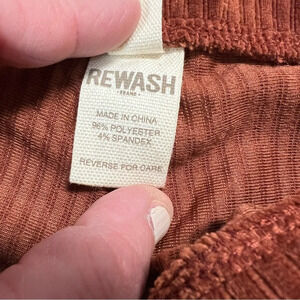 REWASH
- BRAND -
MADE IN CHINA
96% POLYESTER
4% SPANDEX
REVERSE FOR CARE